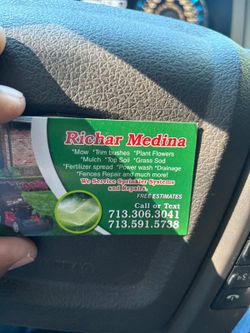 Richar Medina
*Mow *Trim bushes *Plant Flowers
*Mulch *Top Soil *Grass Sod
*Fertilizer spread *Power wash *Drainage
*Fences Repair and much more!
We Service Sprinkler Systems
and Repairs.
FREE ESTIMATES
Call or Text
713.306.3041
713.591.5738